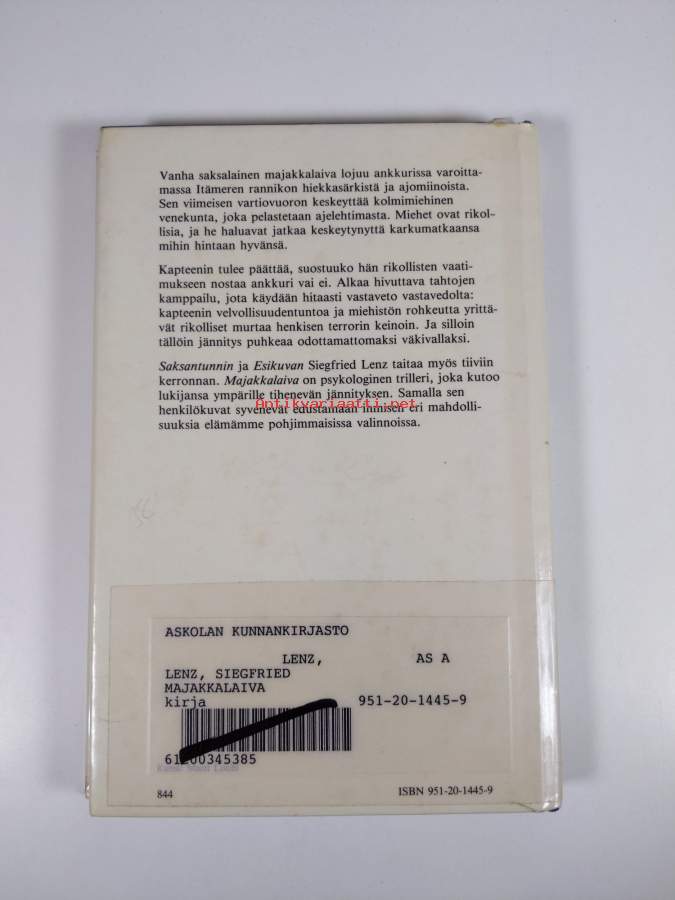 Vanha saksalainen majakkalaiva lojuu ankkurissa varoitta-
massa Itämeren rannikon hiekkasärkistä ja ajomiinoista.
Sen viimeisen vartiovuoron keskeyttää kolmimiehinen
venekunta, joka pelastetaan ajelehtimasta. Miehet ovat rikol-
lisia, ja he haluavat jatkaa keskeytynyttä karkumatkaansa
mihin hintaan hyvänsä.
Kapteenin tulee päättää, suostuuko hän rikollisten vaati-
mukseen nostaa ankkuri vai ei. Alkaa hivuttava tahtojen
kamppailu, jota käydään hitaasti vastaveto vastavedolta:
kapteenin velvollisuudentuntoa ja miehistön rohkeutta yrittä-
vät rikolliset murtaa henkisen terrorin keinoin. Ja silloin
tällöin jännitys puhkeaa odottamattomaksi väkivallaksi.
Saksantunnin ja Esikuvan Siegfried Lenz taitaa myös tiiviin
kerronnan. Majakkalaiva on psykologinen trilleri, joka kutoo
lukijansa ympärille tihenevän jännityksen. Samalla sen
Antikvariaatti.net
henkilökuvat syvenevät edustamaan ihmisen eri mahdolli-
suuksia elämämme pohjimmaisissa valinnoissa.
ASKOLAN KUNNANKIRJASTO
LENZ, AS A
LENZ, SIEGFRIED
MAJAKKALAIVA
kirja 951-20-1445-9
61200345385
844 ISBN 951-20-1445-9